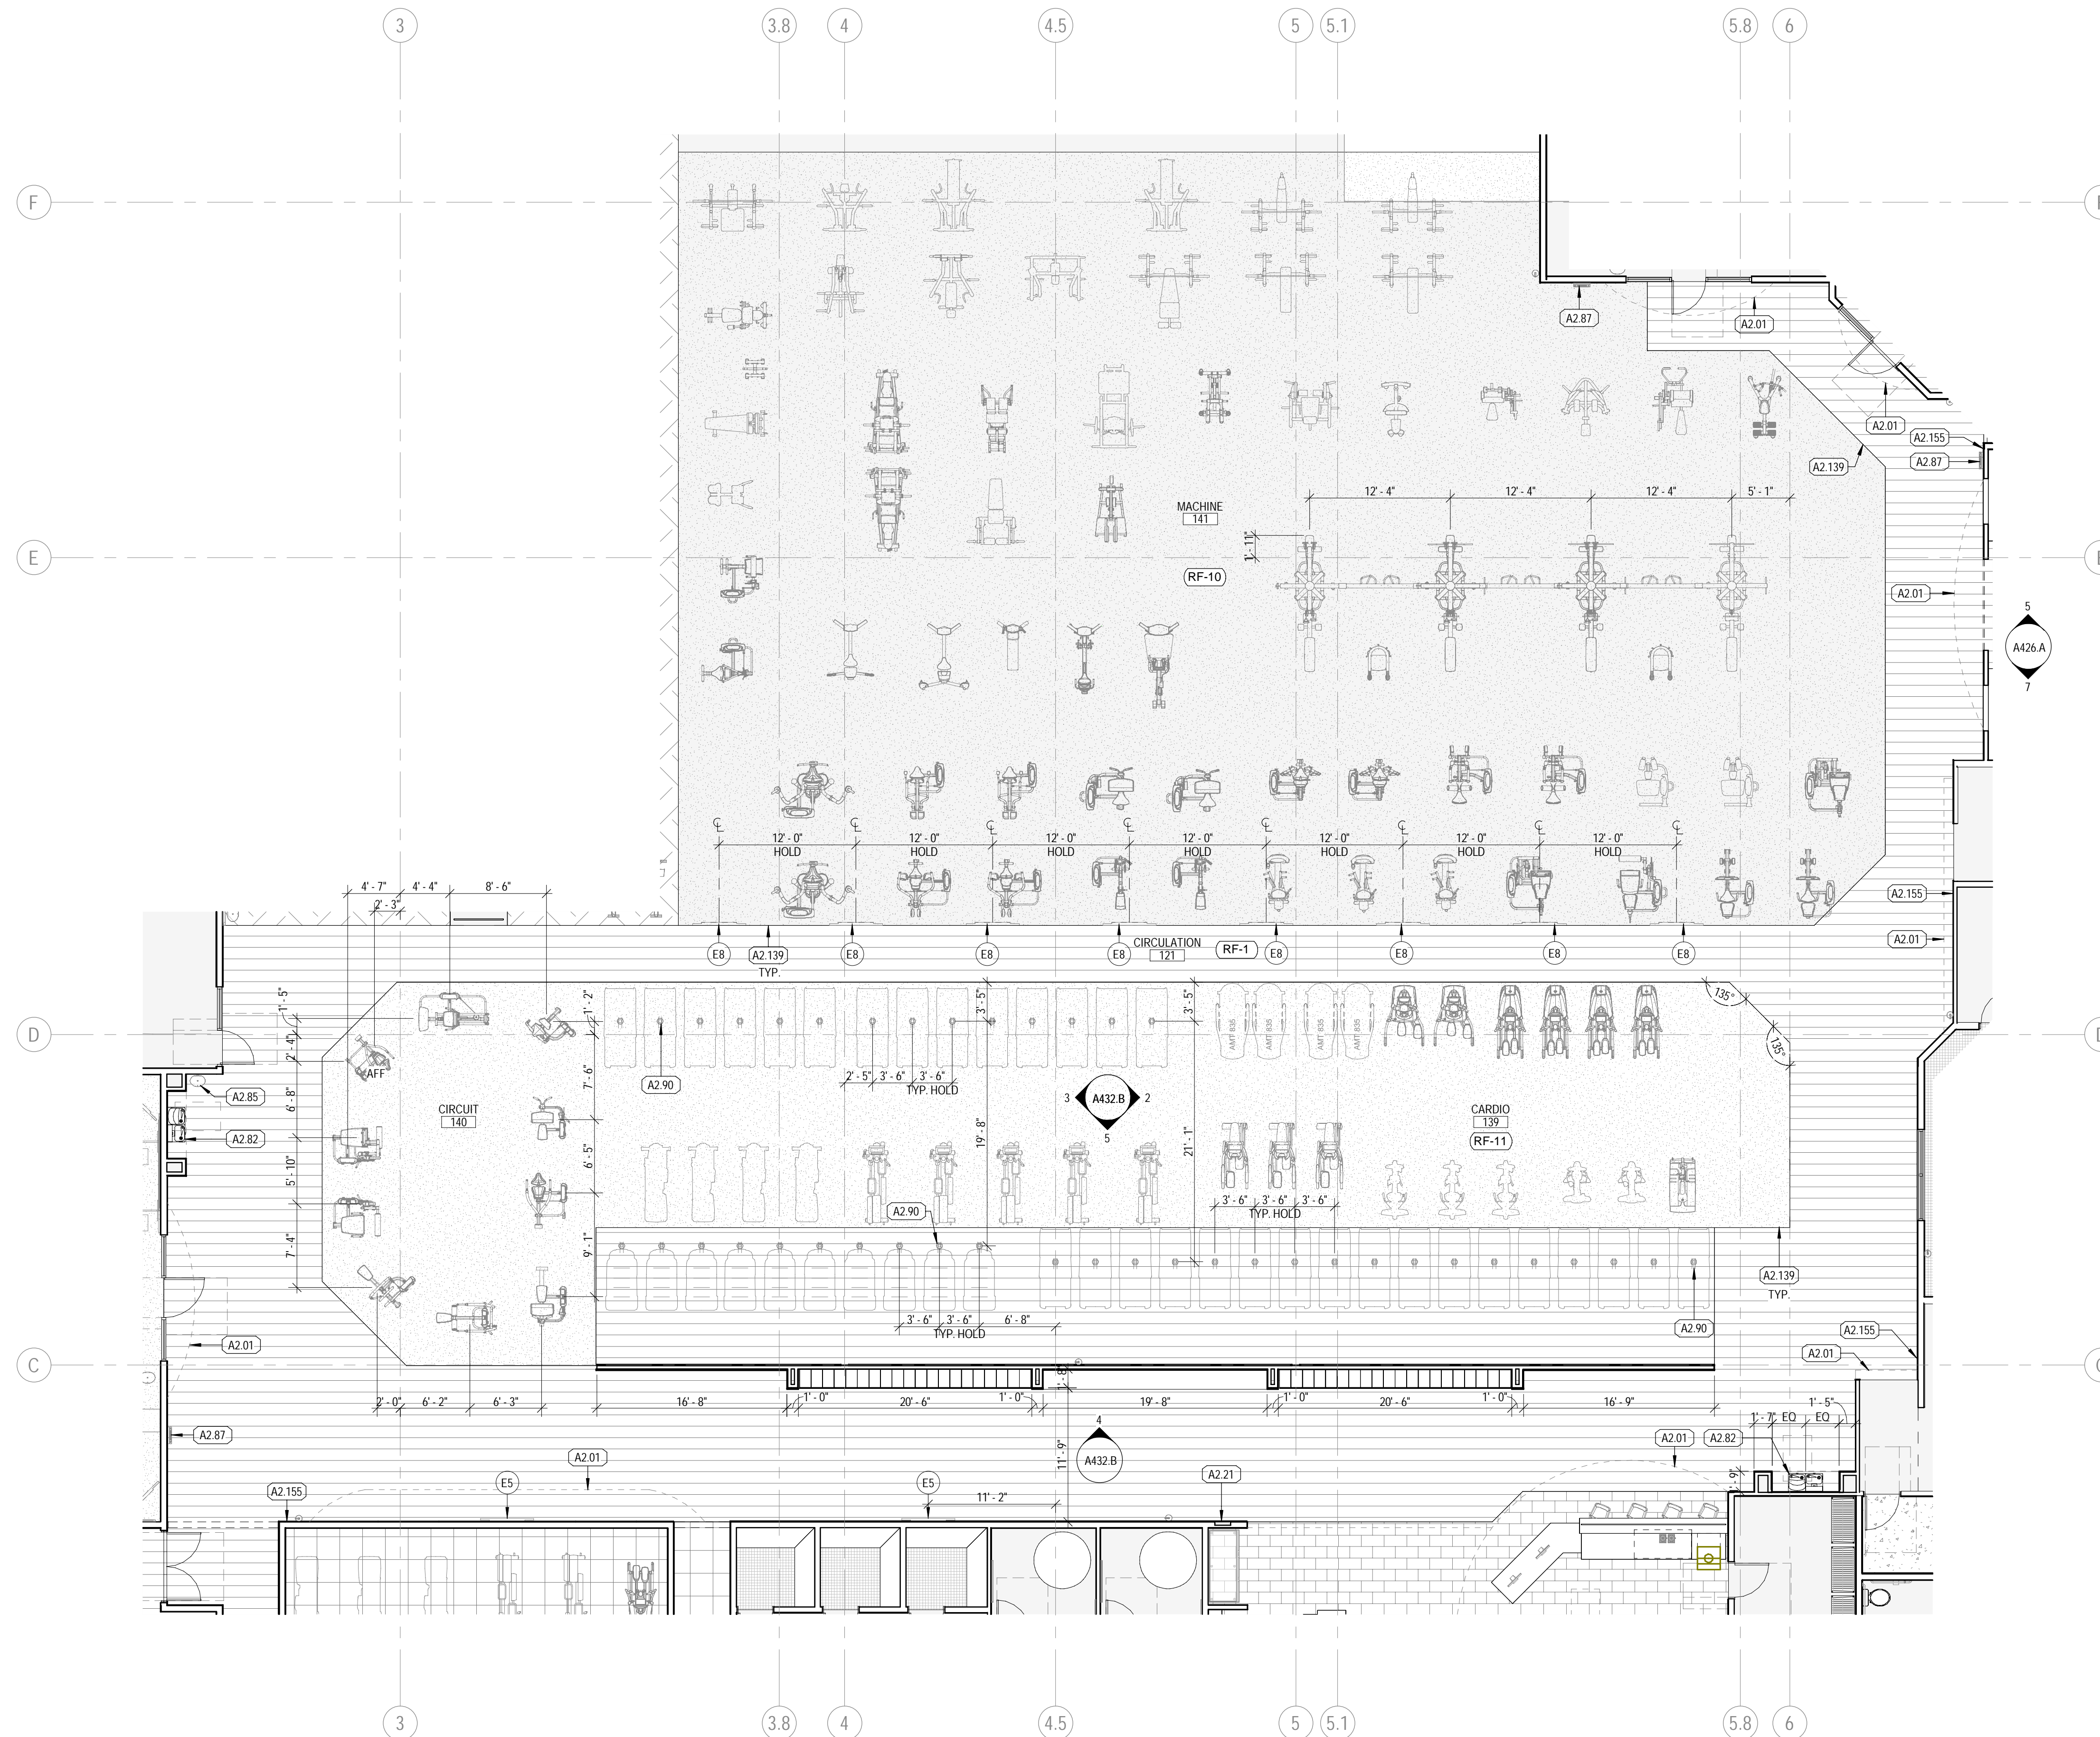 3
3.8
4
4.5
5
5.1
5.8
6
F
A2.87
A2.01
A2.01
A2.155
A2.139
A2.87
12' - 4"
12' - 4"
12' - 4"
5' - 1"
MACHINE
141
1' - 11"
E
RF-10
A2.01
5
A426.A
7
12' - 0"
HOLD
12' - 0"
HOLD
12' - 0"
HOLD
12' - 0"
HOLD
12' - 0"
HOLD
12' - 0"
HOLD
12' - 0"
HOLD
4' - 7"
4' - 4"
8' - 6"
2' - 3"
A2.155
E8
A2.139
TYP.
E8
E8
E8
CIRCULATION
121
RF-1
E8
E8
E8
E8
A2.01
1' - 5"
2' - 4"
6' - 8"
5' - 10"
7' - 4"
1' - 2"
7' - 6"
6' - 5"
9' - 1"
3' - 5"
3' - 5"
135°
135°
D
D
AMT 835
AMT 835
AMT 835
AMT 835
AFF
A2.85
A2.90
2' - 5"
3' - 6"
3' - 6"
TYP. HOLD
CIRCUIT
140
3
A432.B
2
5
CARDIO
139
RF-11
A2.82
19' - 8"
21' - 1"
A2.90
3' - 6"
3' - 6"
3' - 6"
TYP. HOLD
A2.139
TYP.
3' - 6"
3' - 6"
6' - 8"
TYP. HOLD
A2.90
A2.155
A2.01
A2.01
C
1' - 8"
2' - 0"
6' - 2"
6' - 3"
16' - 8"
1' - 0"
20' - 6"
1' - 0"
19' - 8"
1' - 0"
20' - 6"
1' - 0"
16' - 9"
1' - 5"
1' - 7"
EQ
EQ
A2.87
4
A432.B
11' - 9"
A2.01
A2.82
A2.01
E5
E5
A2.21
A2.155
11' - 2"
3
3.8
4
4.5
5
5.1
5.8
6